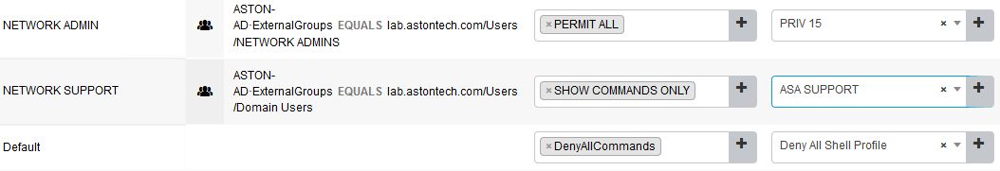 NETWORK ADMIN
ASTON-
AD·ExternalGroups EQUALS lab.astontech.com/Users
/NETWORK ADMINS
× PERMIT ALL
+
PRIV 15
×
+
NETWORK SUPPORT
ASTON-
AD·ExternalGroups EQUALS lab.astontech.com/Users
/Domain Users
× SHOW COMMANDS ONLY
+
ASA SUPPORT
×
+
Default
× DenyAllCommands
+
Deny All Shell Profile
×
+